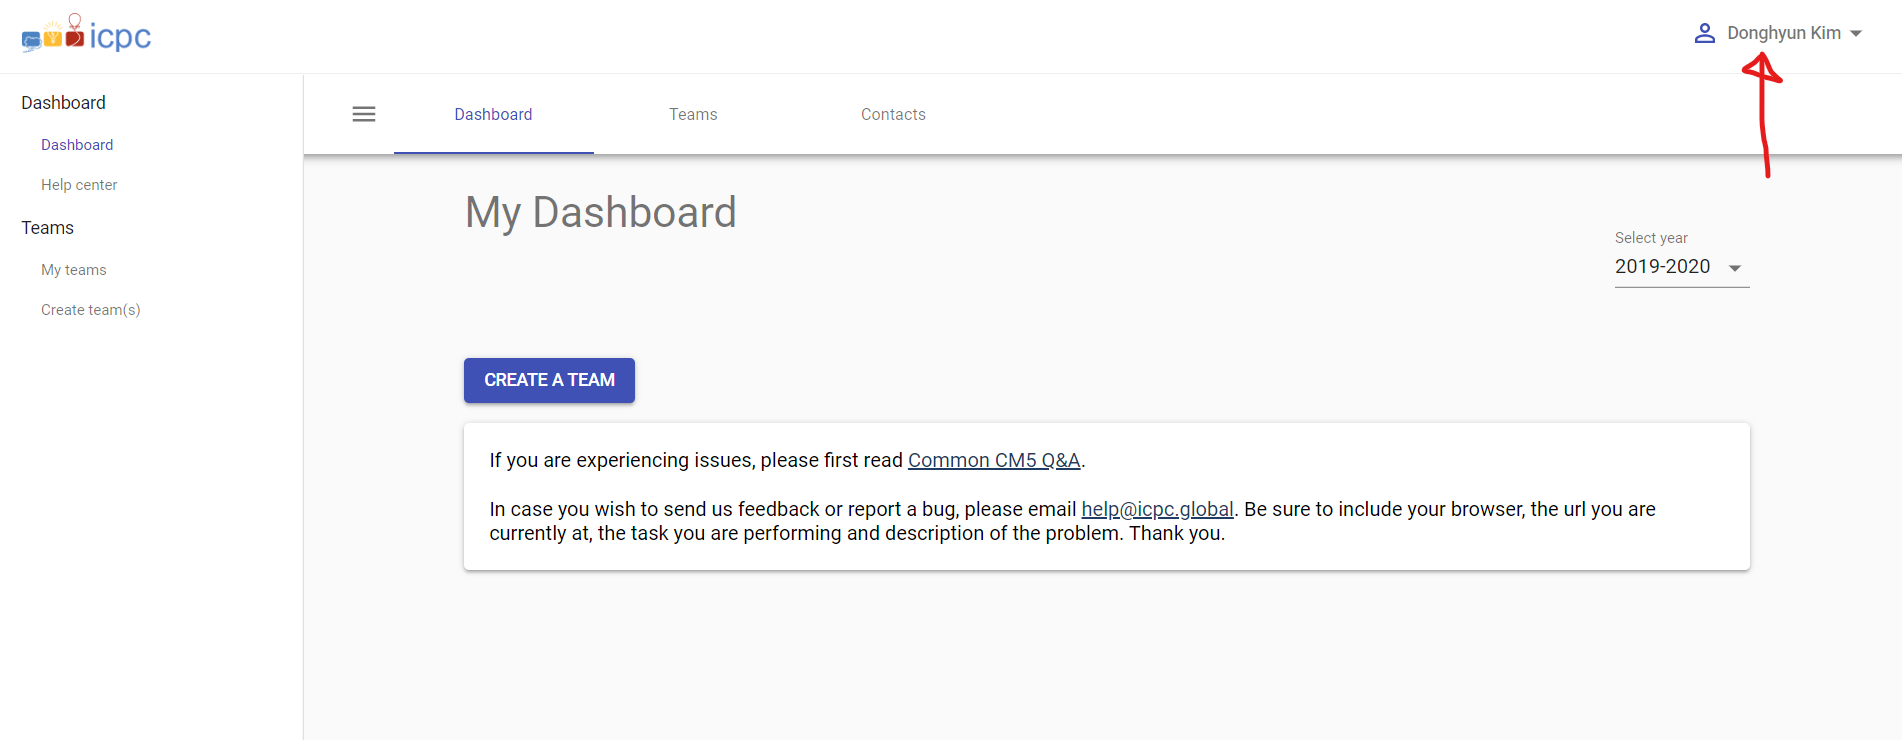 icpc
Donghyun Kim
Dashboard
Dashboard
Help center
Teams
My teams
Create team(s)
Dashboard Teams Contacts
My Dashboard
Select year
2019-2020
CREATE A TEAM
If you are experiencing issues, please first read Common CM5 Q&A.
In case you wish to send us feedback or report a bug, please email help@icpc.global. Be sure to include your browser, the url you are
currently at, the task you are performing and description of the problem. Thank you.